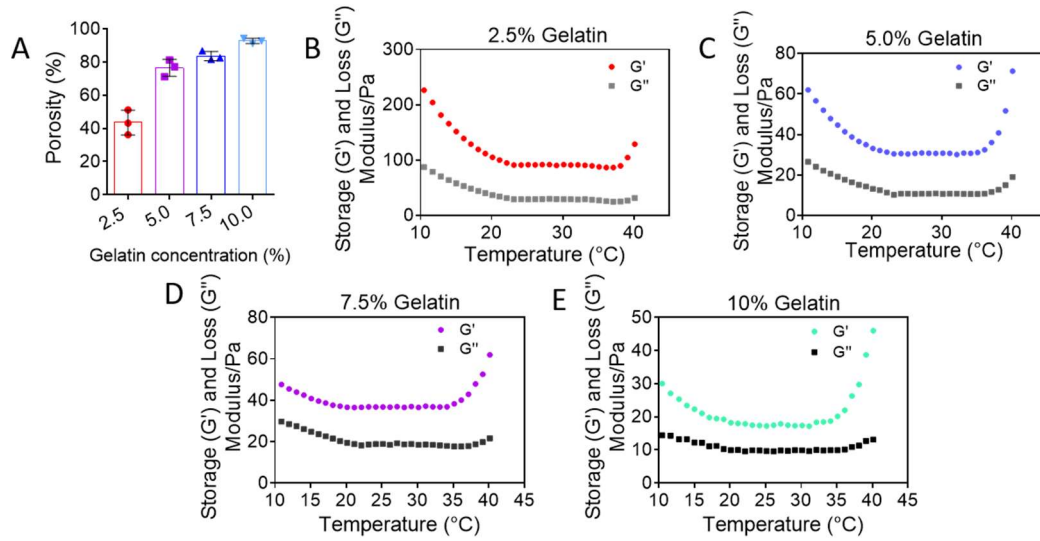 A
Porosity (%)
100
80
60
40
20
0
2.5
5.0
7.5
10.0
Gelatin concentration (%)
B
2.5% Gelatin
Storage (G') and Loss (G")
Modulus/Pa
300
200
100
0
10
20
30
40
Temperature (°C)
G'
G"
C
5.0% Gelatin
Storage (G') and Loss (G")
Modulus/Pa
80
60
40
20
0
10
20
30
40
Temperature (°C)
G'
G"
D
7.5% Gelatin
Storage (G') and Loss (G")
Modulus/Pa
80
60
40
20
0
10
15
20
25
30
35
40
45
Temperature (°C)
G'
G"
E
10% Gelatin
Storage (G') and Loss (G")
Modulus/Pa
50
40
30
20
10
0
10
15
20
25
30
35
40
45
Temperature (°C)
G'
G"